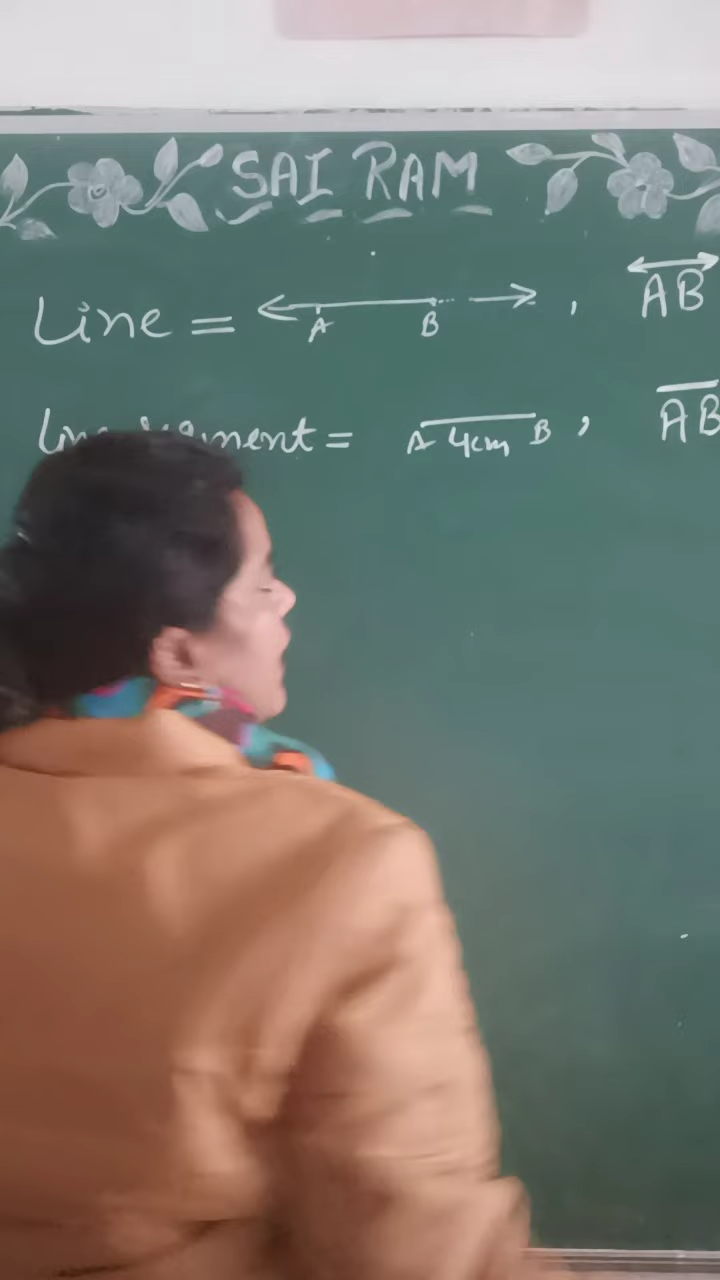 SAI RAM
Line = A B , AB
ment = A 4cm B , AB